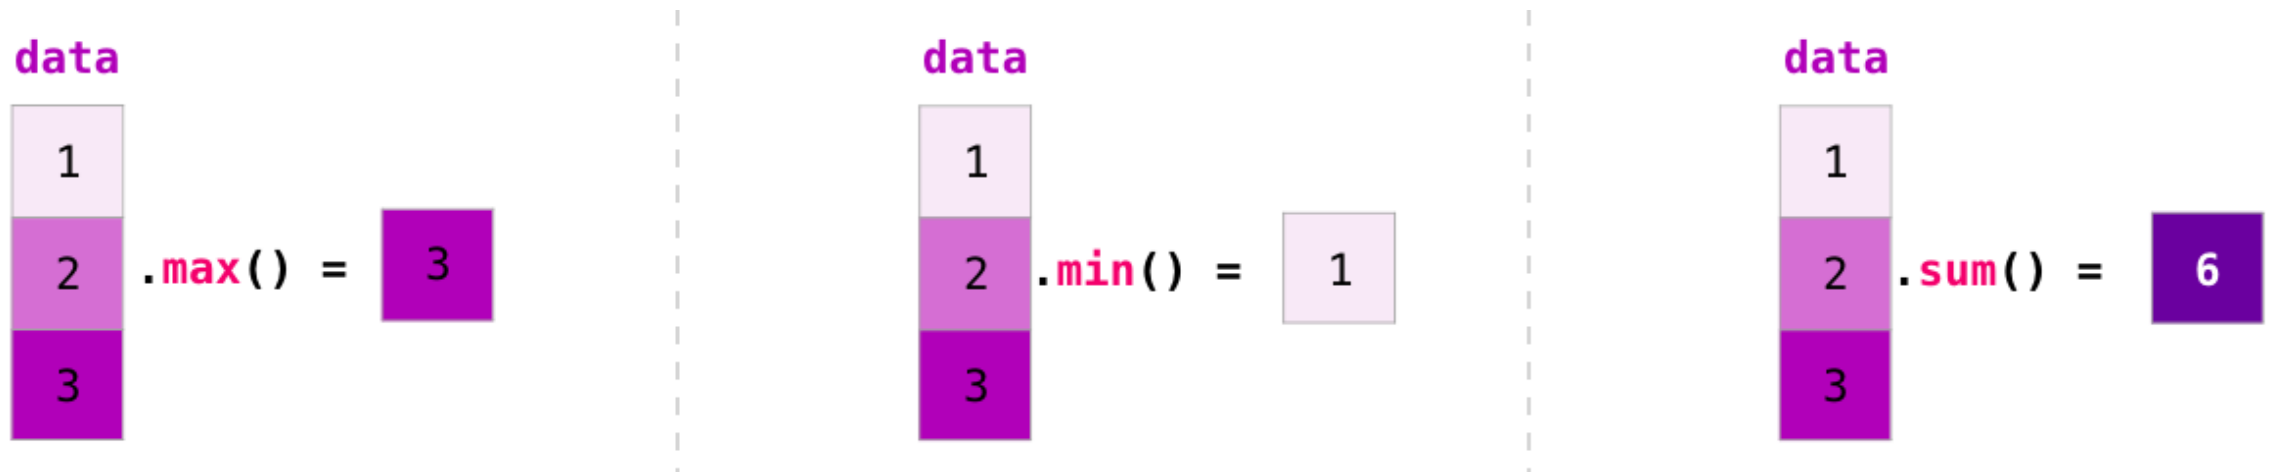 data
1
2
3
.max() = 3
data
1
2
3
.min() = 1
data
1
2
3
.sum() = 6